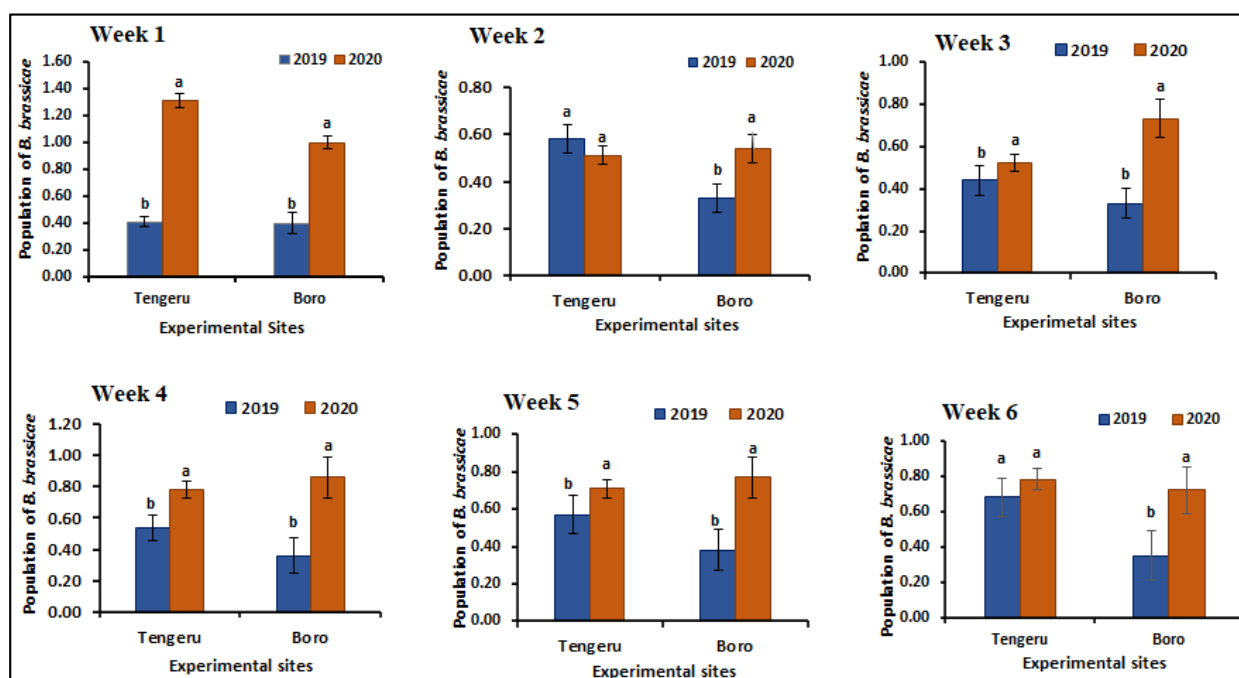 Week 1
2019 2020
Population of B. brassicae
1.60
1.40
1.20
1.00
0.80
0.60
0.40
0.20
0.00
b a b a
Tengeru Boro
Experimental Sites
Week 2
2019 2020
Population of B. brassicae
0.80
0.60
0.40
0.20
0.00
a a b a
Tengeru Boro
Experimental sites
Week 3
2019 2020
Poplation of B. brassicae
1.00
0.80
0.60
0.40
0.20
0.00
b a b a
Tengeru Boro
Experimetal sites
Week 4
2019 2020
Population of B. brassicae
1.20
1.00
0.80
0.60
0.40
0.20
0.00
b a b a
Tengeru Boro
Experimental sites
Week 5
2019 2020
Population of B. brassicae
1.00
0.80
0.60
0.40
0.20
0.00
b a b a
Tengeru Boro
Experimental sites
Week 6
2019 2020
Population of B. brassicae
1.00
0.80
0.60
0.40
0.20
0.00
a a b a
Tengeru Boro
Experimental sites